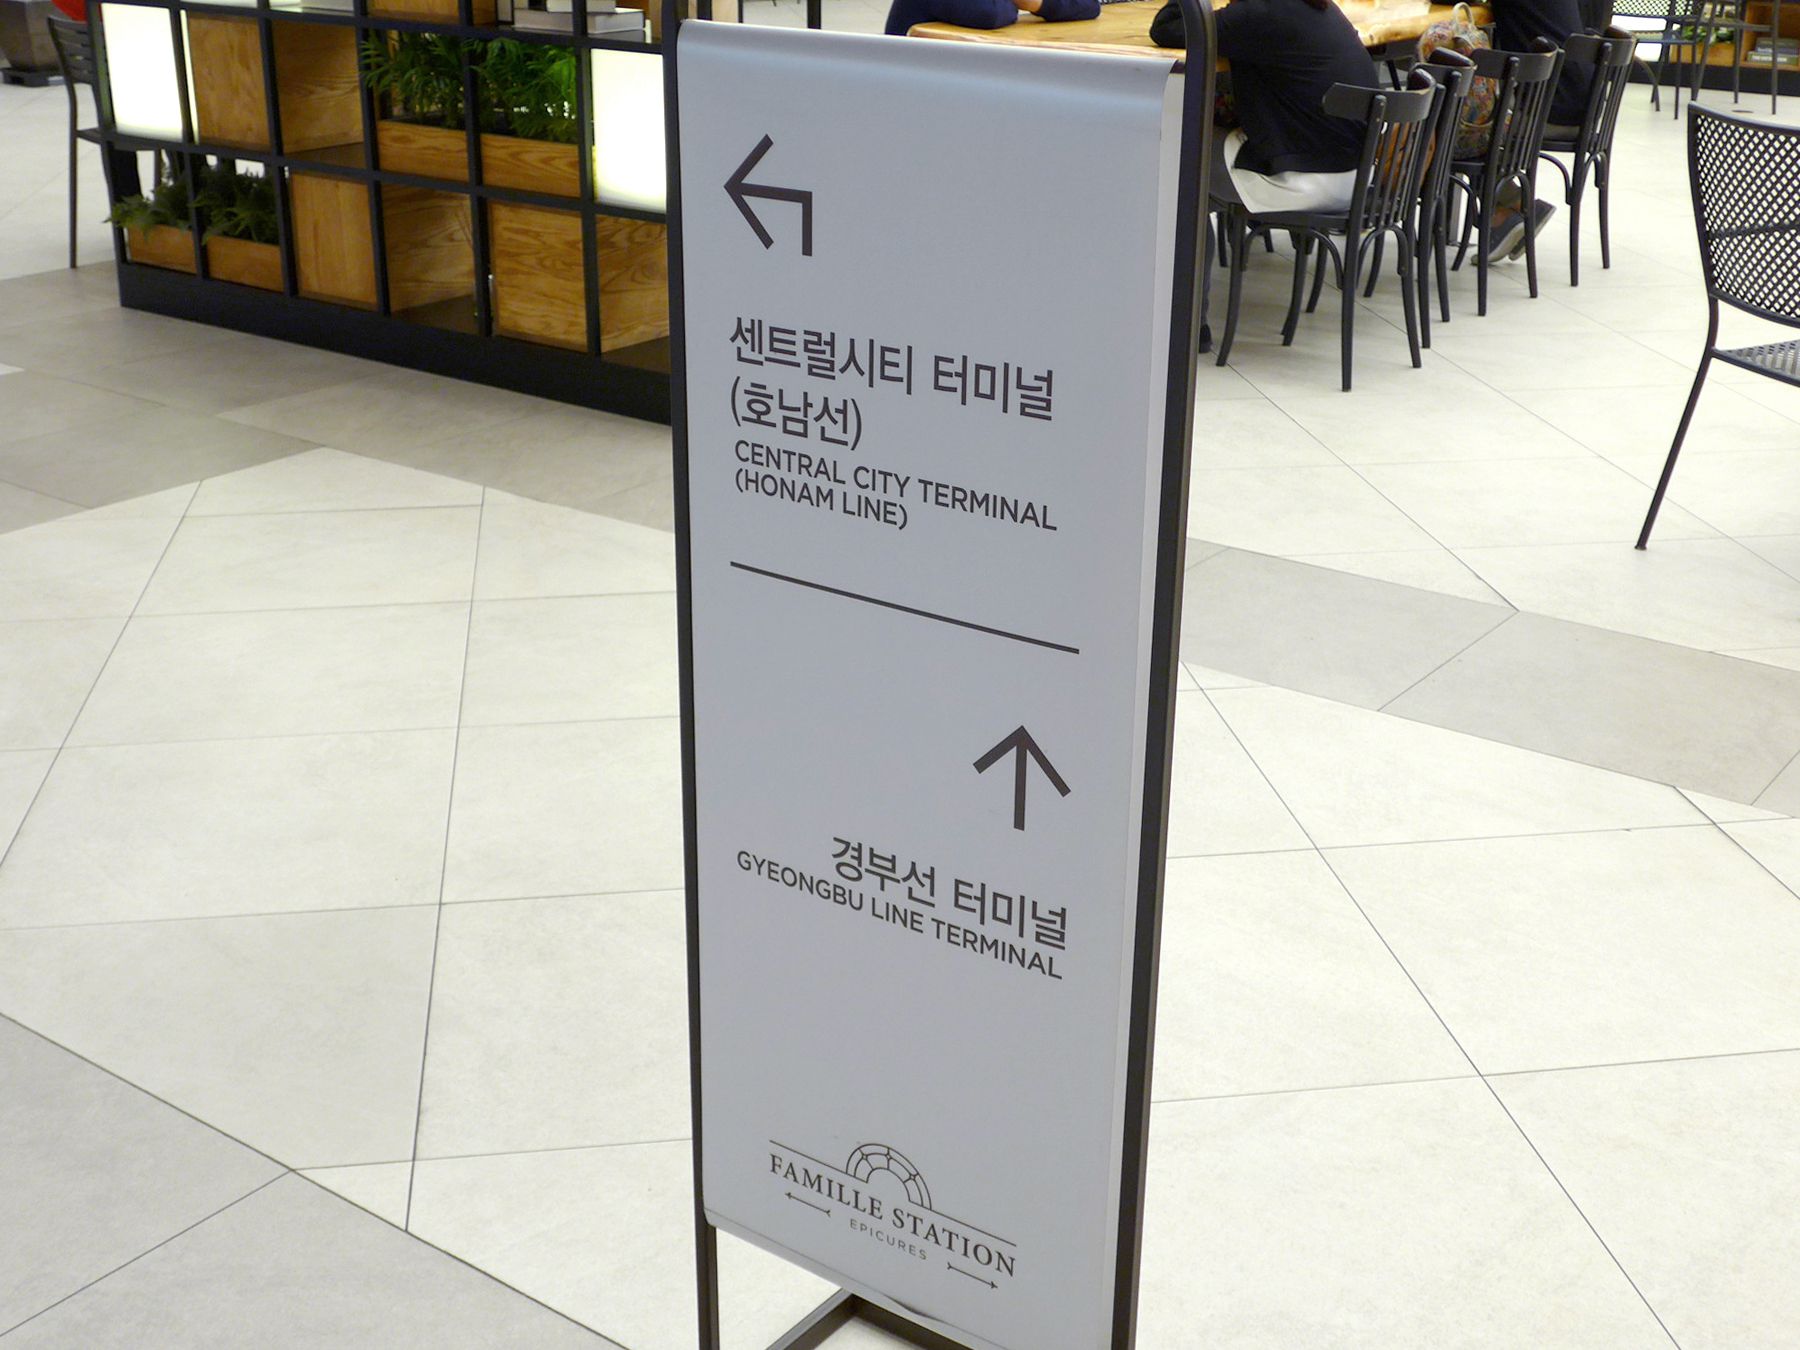 센트럴시티 터미널
(호남선)
CENTRAL CITY TERMINAL
(HONAM LINE)
경부선 터미널
GYEONGBU LINE TERMINAL
FAMILLE STATION
EPICURES